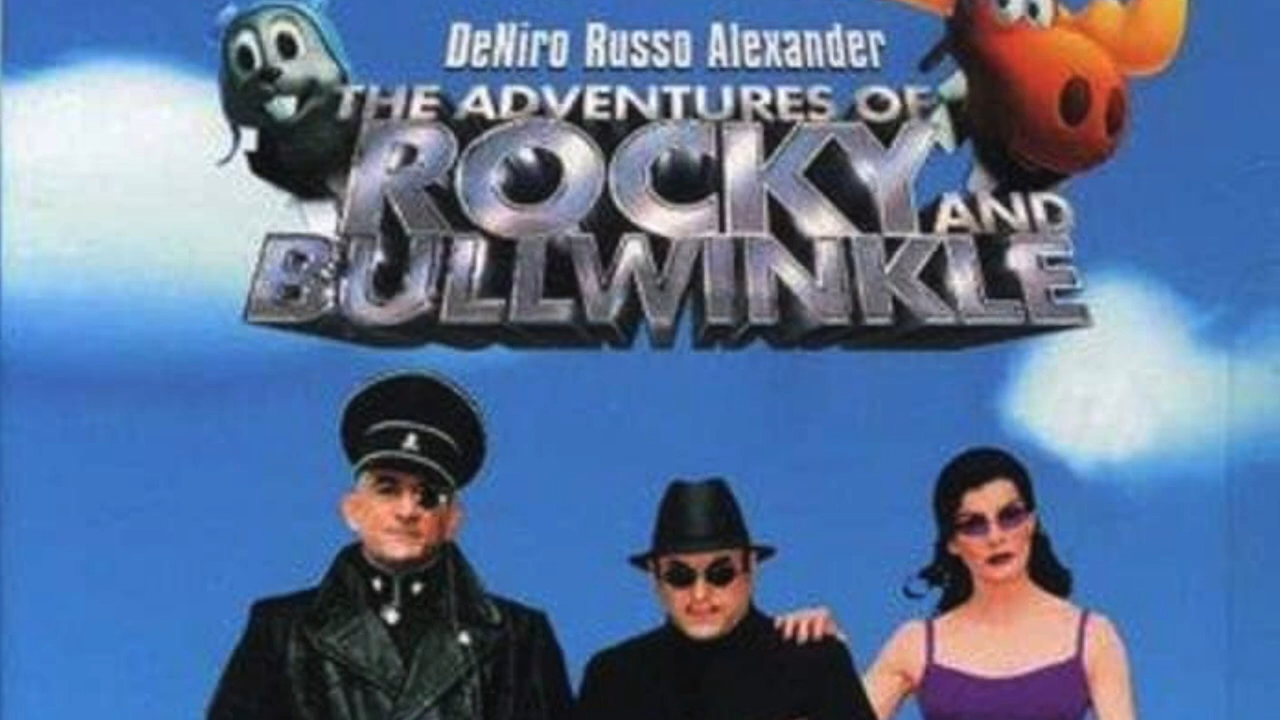 DeNiro Russo Alexander
THE ADVENTURES OF
ROCKY AND
BULLWINKLE